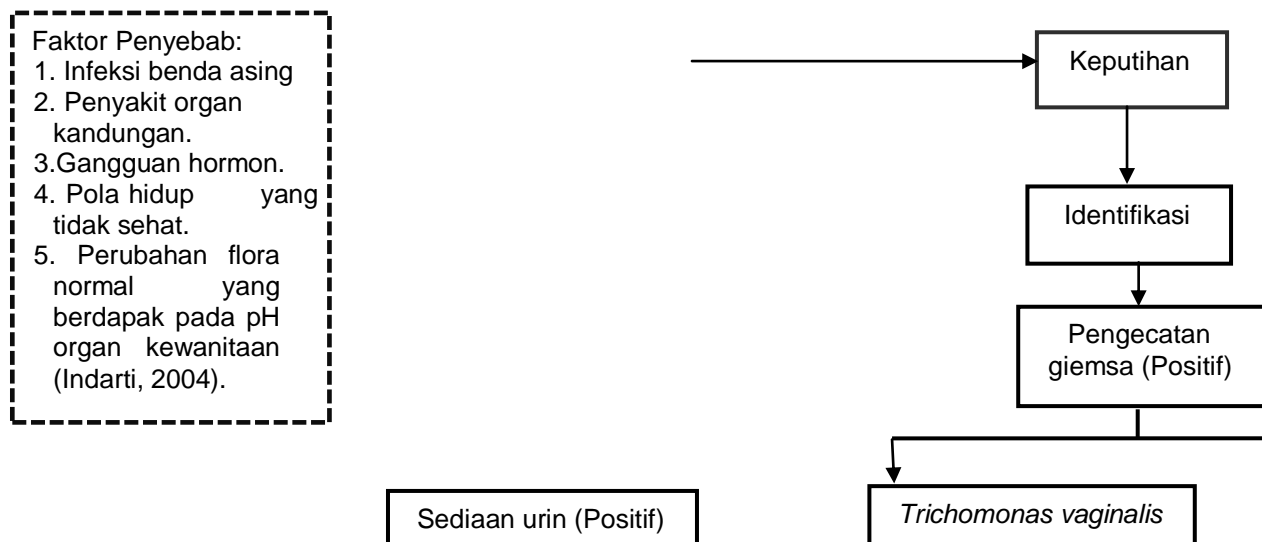 Faktor Penyebab:
1. Infeksi benda asing
2. Penyakit organ
kandungan.
3.Gangguan hormon.
4. Pola hidup yang
tidak sehat.
5. Perubahan flora
normal yang
berdapak pada pH
organ kewanitaan
(Indarti, 2004).
Keputihan
Identifikasi
Pengecatan
giemsa (Positif)
Sediaan urin (Positif)
Trichomonas vaginalis